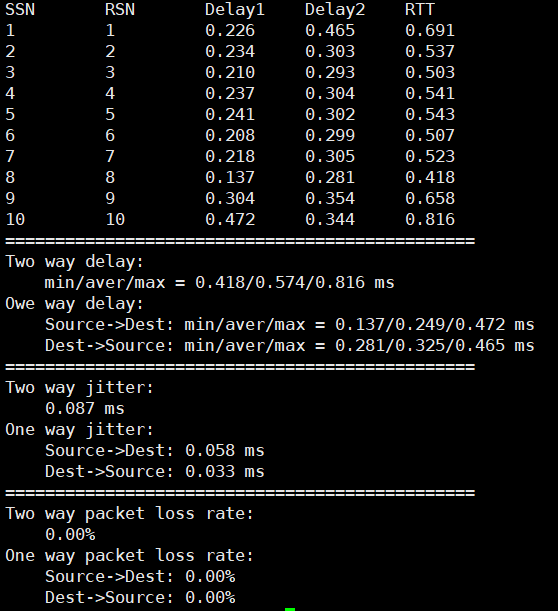 SSN RSN Delay1 Delay2 RTT
1 1 0.226 0.465 0.691
2 2 0.234 0.303 0.537
3 3 0.210 0.293 0.503
4 4 0.237 0.304 0.541
5 5 0.241 0.302 0.543
6 6 0.208 0.299 0.507
7 7 0.218 0.305 0.523
8 8 0.137 0.281 0.418
9 9 0.304 0.354 0.658
10 10 0.472 0.344 0.816
===============================================
Two way delay:
min/aver/max = 0.418/0.574/0.816 ms
Owe way delay:
Source->Dest: min/aver/max = 0.137/0.249/0.472 ms
Dest->Source: min/aver/max = 0.281/0.325/0.465 ms
===============================================
Two way jitter:
0.087 ms
One way jitter:
Source->Dest: 0.058 ms
Dest->Source: 0.033 ms
===============================================
Two way packet loss rate:
0.00%
One way packet loss rate:
Source->Dest: 0.00%
Dest->Source: 0.00%